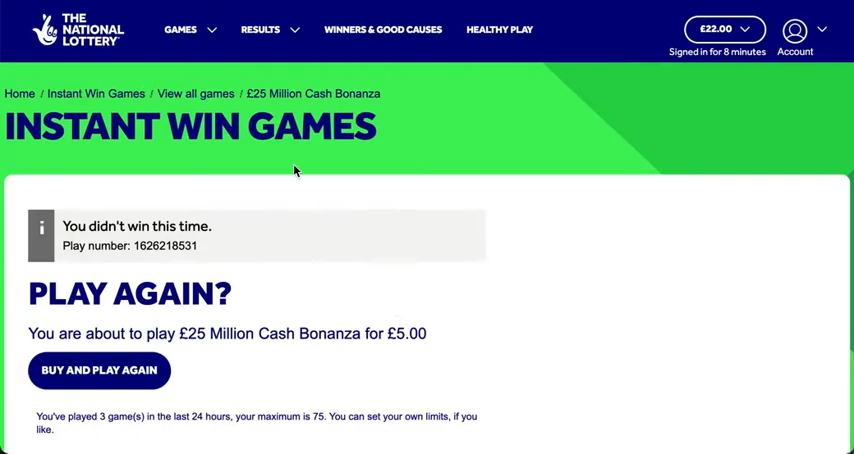 THE
NATIONAL
LOTTERY
GAMES
RESULTS
WINNERS & GOOD CAUSES
HEALTHY PLAY
£22.00
Signed in for 8 minutes
Account
Home / Instant Win Games / View all games / £25 Million Cash Bonanza
INSTANT WIN GAMES
i
You didn't win this time.
Play number: 1626218531
PLAY AGAIN?
You are about to play £25 Million Cash Bonanza for £5.00
BUY AND PLAY AGAIN
You've played 3 game(s) in the last 24 hours, your maximum is 75. You can set your own limits, if you
like.